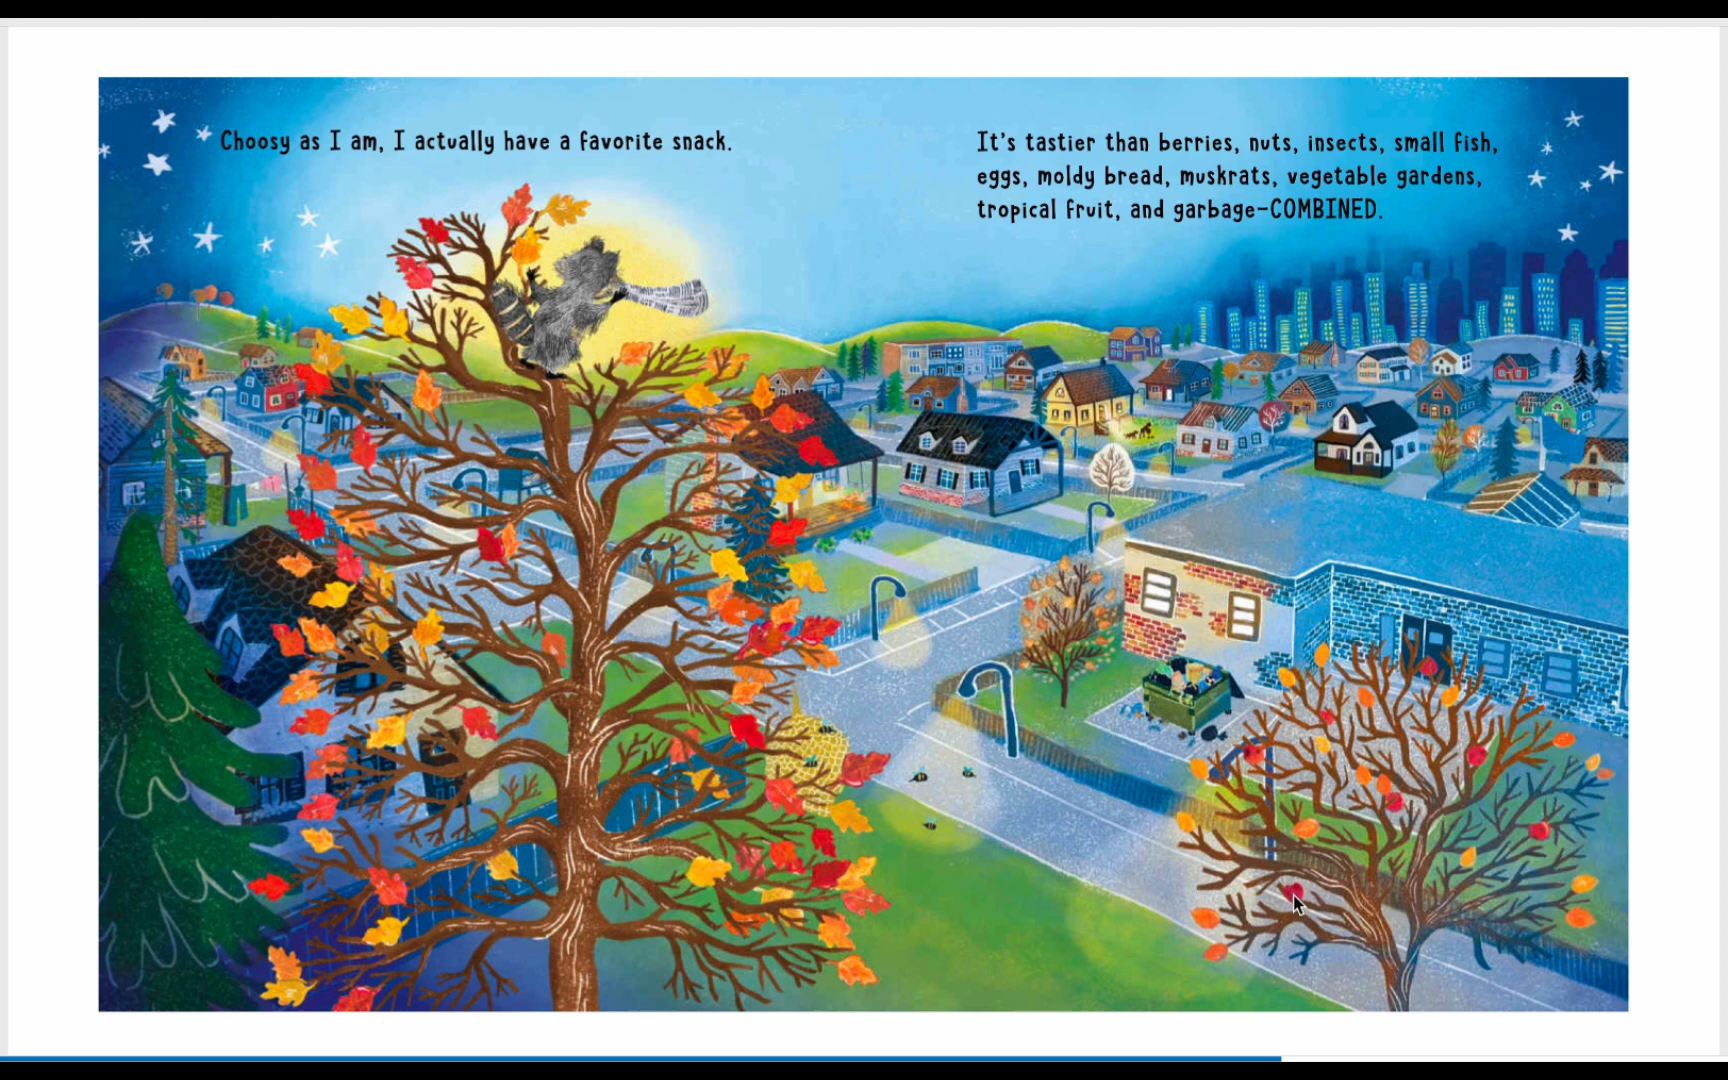 Choosy as I am, I actually have a favorite snack.
It's tastier than berries, nuts, insects, small fish,
eggs, moldy bread, muskrats, vegetable gardens,
tropical fruit, and garbage—COMBINED.